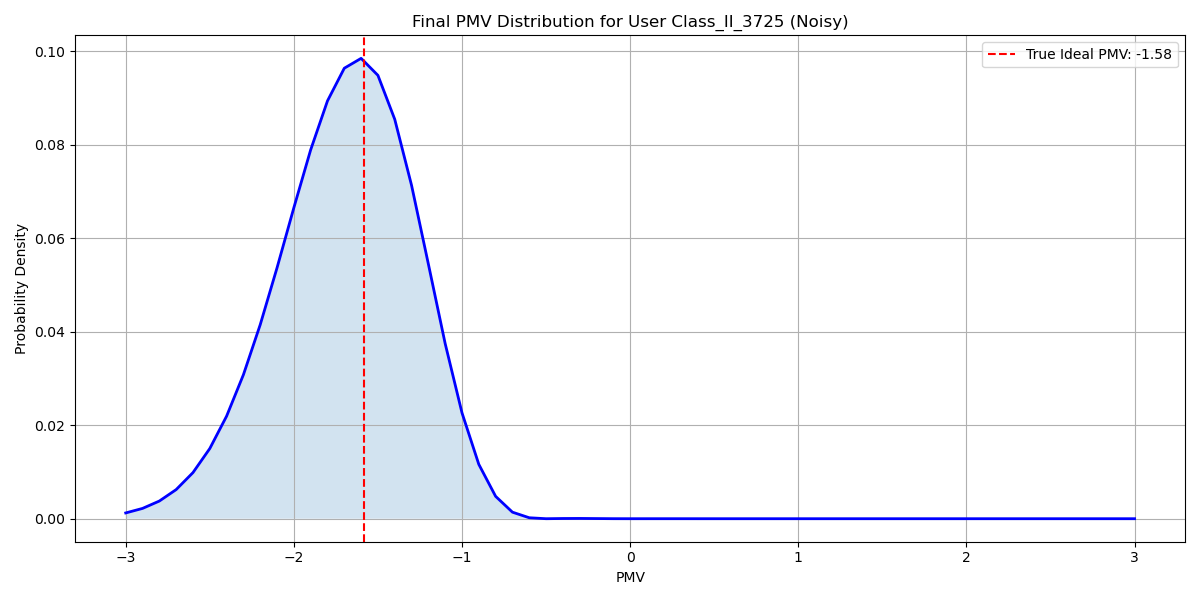 Final PMV Distribution for User Class_II_3725 (Noisy)
True Ideal PMV: -1.58
Probability Density
0.10
0.08
0.06
0.04
0.02
0.00
−3 −2 −1 0 1 2 3
PMV